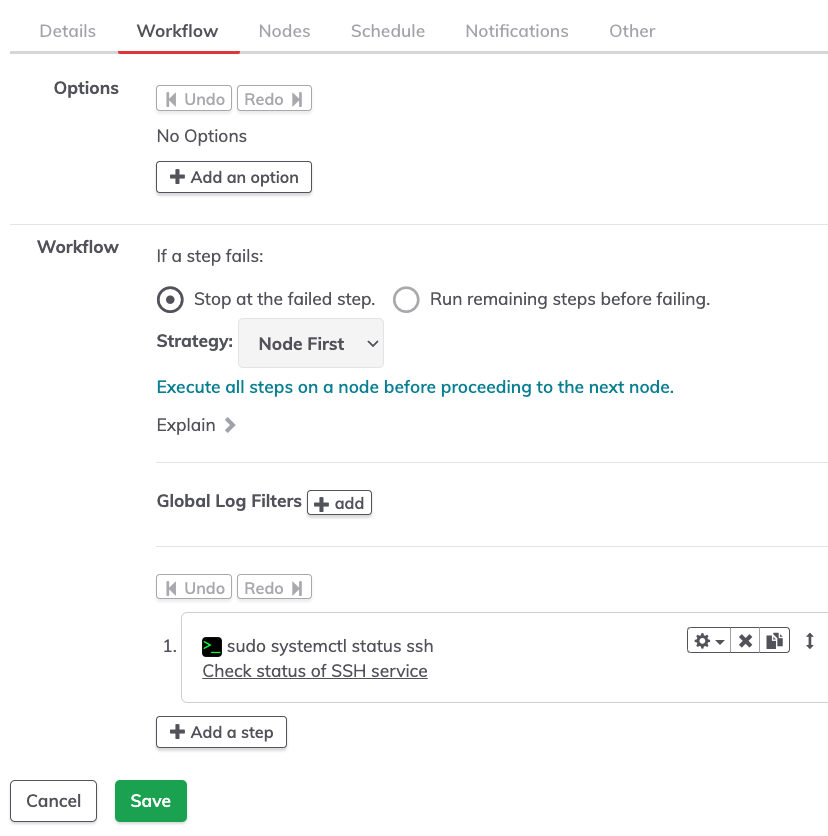 Details Workflow Nodes Schedule Notifications Other
Options
Undo Redo
No Options
Add an option
Workflow
If a step fails:
Stop at the failed step. Run remaining steps before failing.
Strategy: Node First
Execute all steps on a node before proceeding to the next node.
Explain
Global Log Filters add
Undo Redo
1. >_ sudo systemctl status ssh
Check status of SSH service
Add a step
Cancel Save